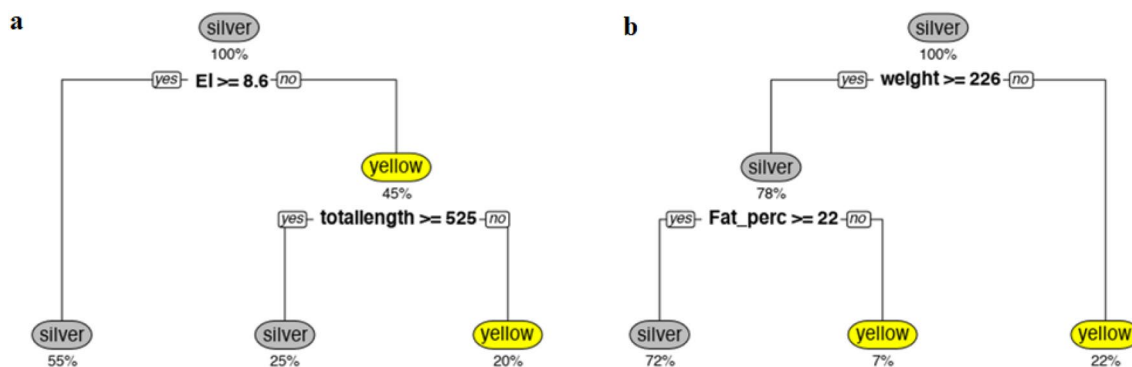 a
silver
100%
yes EI >= 8.6 no
yellow
45%
yes totallength >= 525 no
silver
55%
silver
25%
yellow
20%
b
silver
100%
yes weight >= 226 no
silver
78%
yes Fat_perc >= 22 no
silver
72%
yellow
7%
yellow
22%